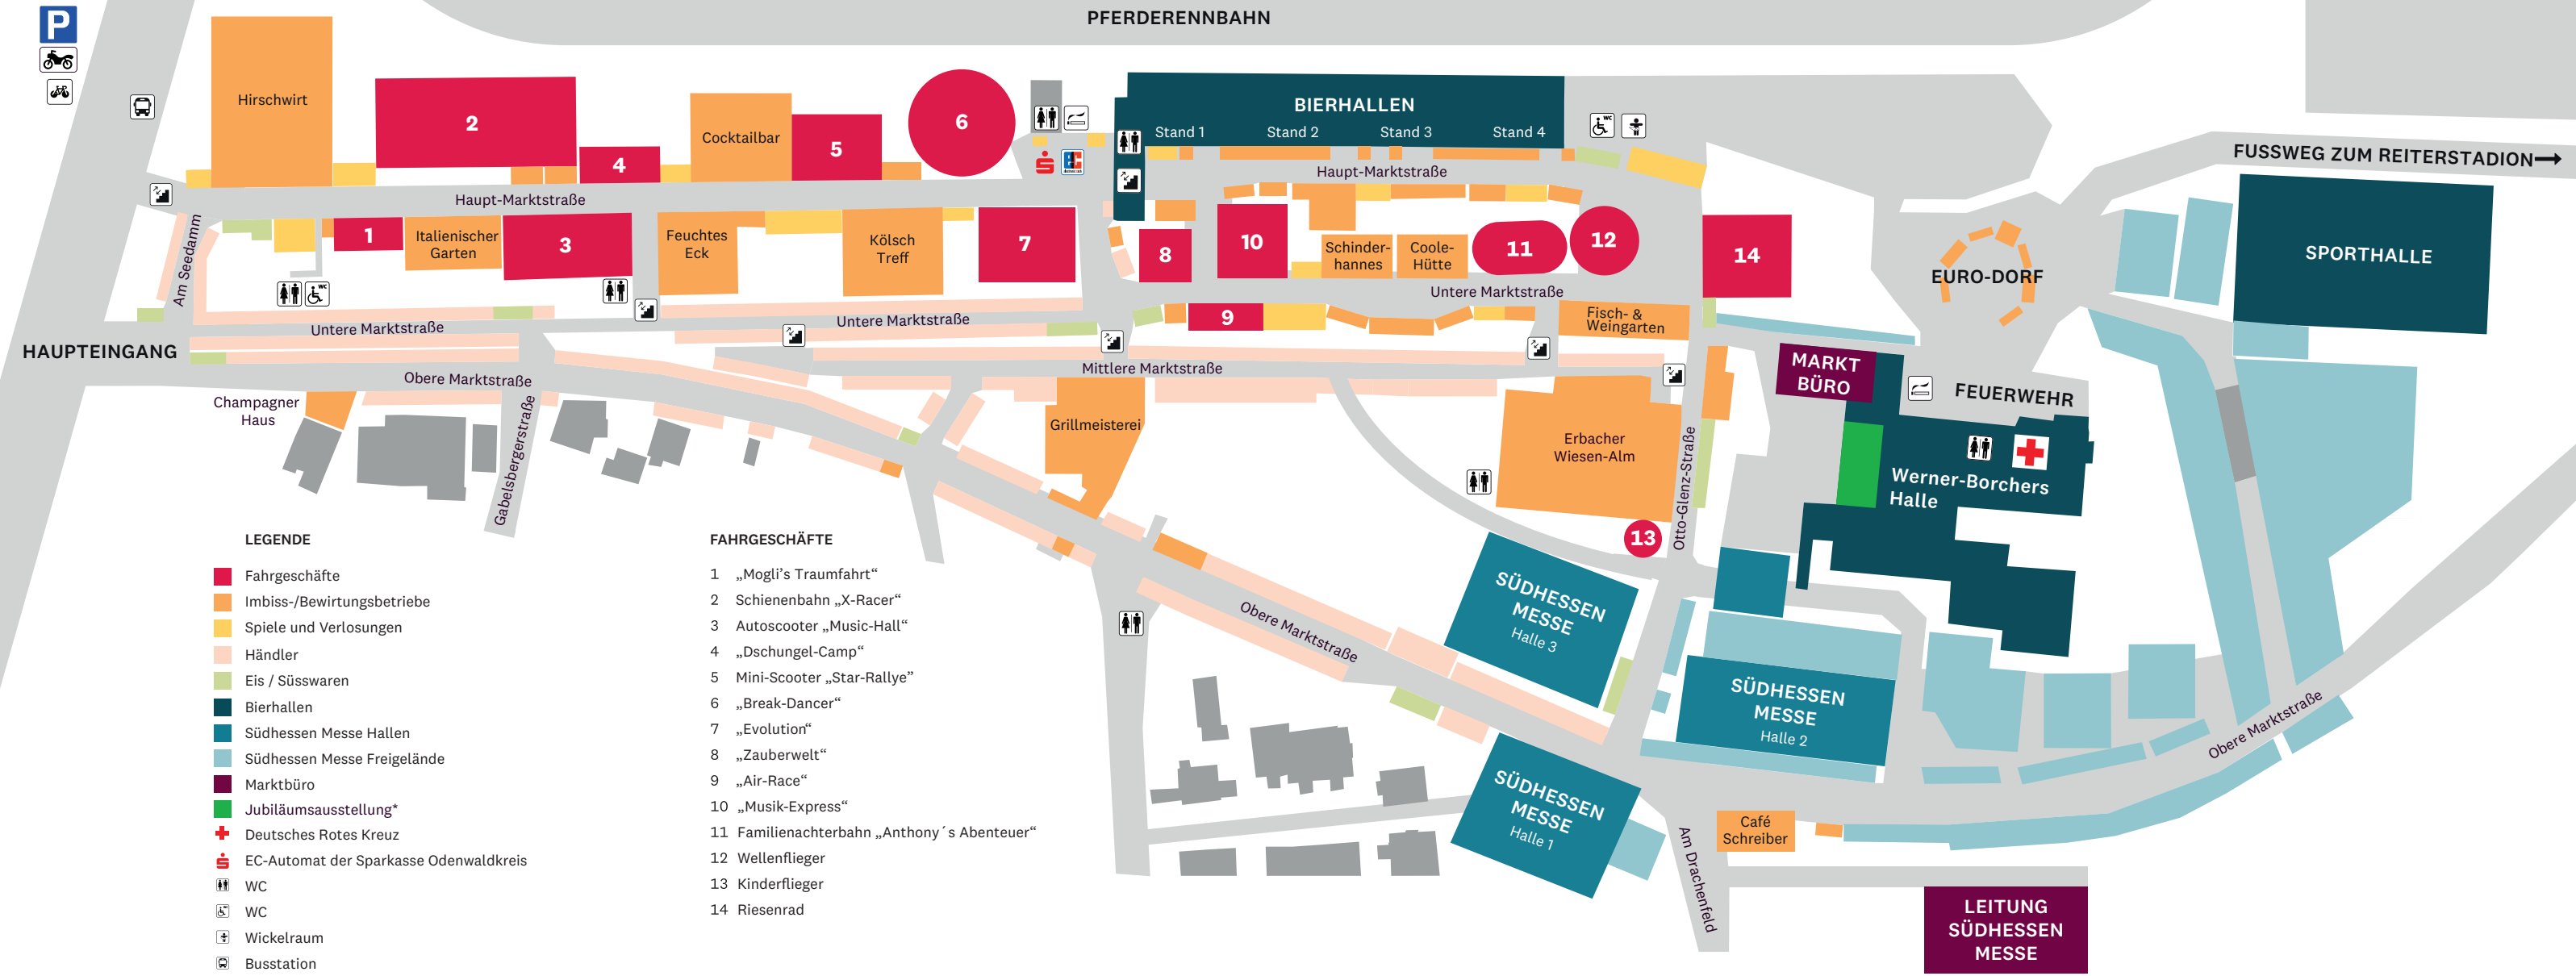 PFERDERENNBAHN
P
Hirschwirt
2
4
Cocktailbar
5
6
BIERHALLEN
Stand 1
Stand 2
Stand 3
Stand 4
WC
FUSSWEG ZUM REITERSTADION
Haupt-Marktstraße
Haupt-Marktstraße
Am Seedamm
1
Italienischer
Garten
3
WC
Feuchtes
Eck
Kölsch
Treff
7
8
10
Schinder-
hannes
Coole-
Hütte
11
12
14
EURO-DORF
SPORTHALLE
Untere Marktstraße
Untere Marktstraße
Untere Marktstraße
9
Fisch- &
Weingarten
HAUPTEINGANG
Obere Marktstraße
Mittlere Marktstraße
MARKT
BÜRO
FEUERWEHR
Champagner
Haus
Gabelsbergerstraße
Grillmeisterei
Erbacher
Wiesen-Alm
Otto-Glenz-Straße
Werner-Borchers
Halle
13
SÜDHESSEN
MESSE
Halle 3
Obere Marktstraße
SÜDHESSEN
MESSE
Halle 2
Obere Marktstraße
SÜDHESSEN
MESSE
Halle 1
Café
Schreiber
Am Drachenfeld
LEITUNG
SÜDHESSEN
MESSE
LEGENDE
Fahrgeschäfte
Imbiss-/Bewirtungsbetriebe
Spiele und Verlosungen
Händler
Eis / Süsswaren
Bierhallen
Südhessen Messe Hallen
Südhessen Messe Freigelände
Marktbüro
Jubiläumsausstellung*
Deutsches Rotes Kreuz
EC-Automat der Sparkasse Odenwaldkreis
WC
WC
Wickelraum
Busstation
FAHRGESCHÄFTE
1 „Mogli’s Traumfahrt“
2 Schienenbahn „X-Racer“
3 Autoscooter „Music-Hall“
4 „Dschungel-Camp“
5 Mini-Scooter „Star-Rallye“
6 „Break-Dancer“
7 „Evolution“
8 „Zauberwelt“
9 „Air-Race“
10 „Musik-Express“
11 Familienachterbahn „Anthony´s Abenteuer“
12 Wellenflieger
13 Kinderflieger
14 Riesenrad